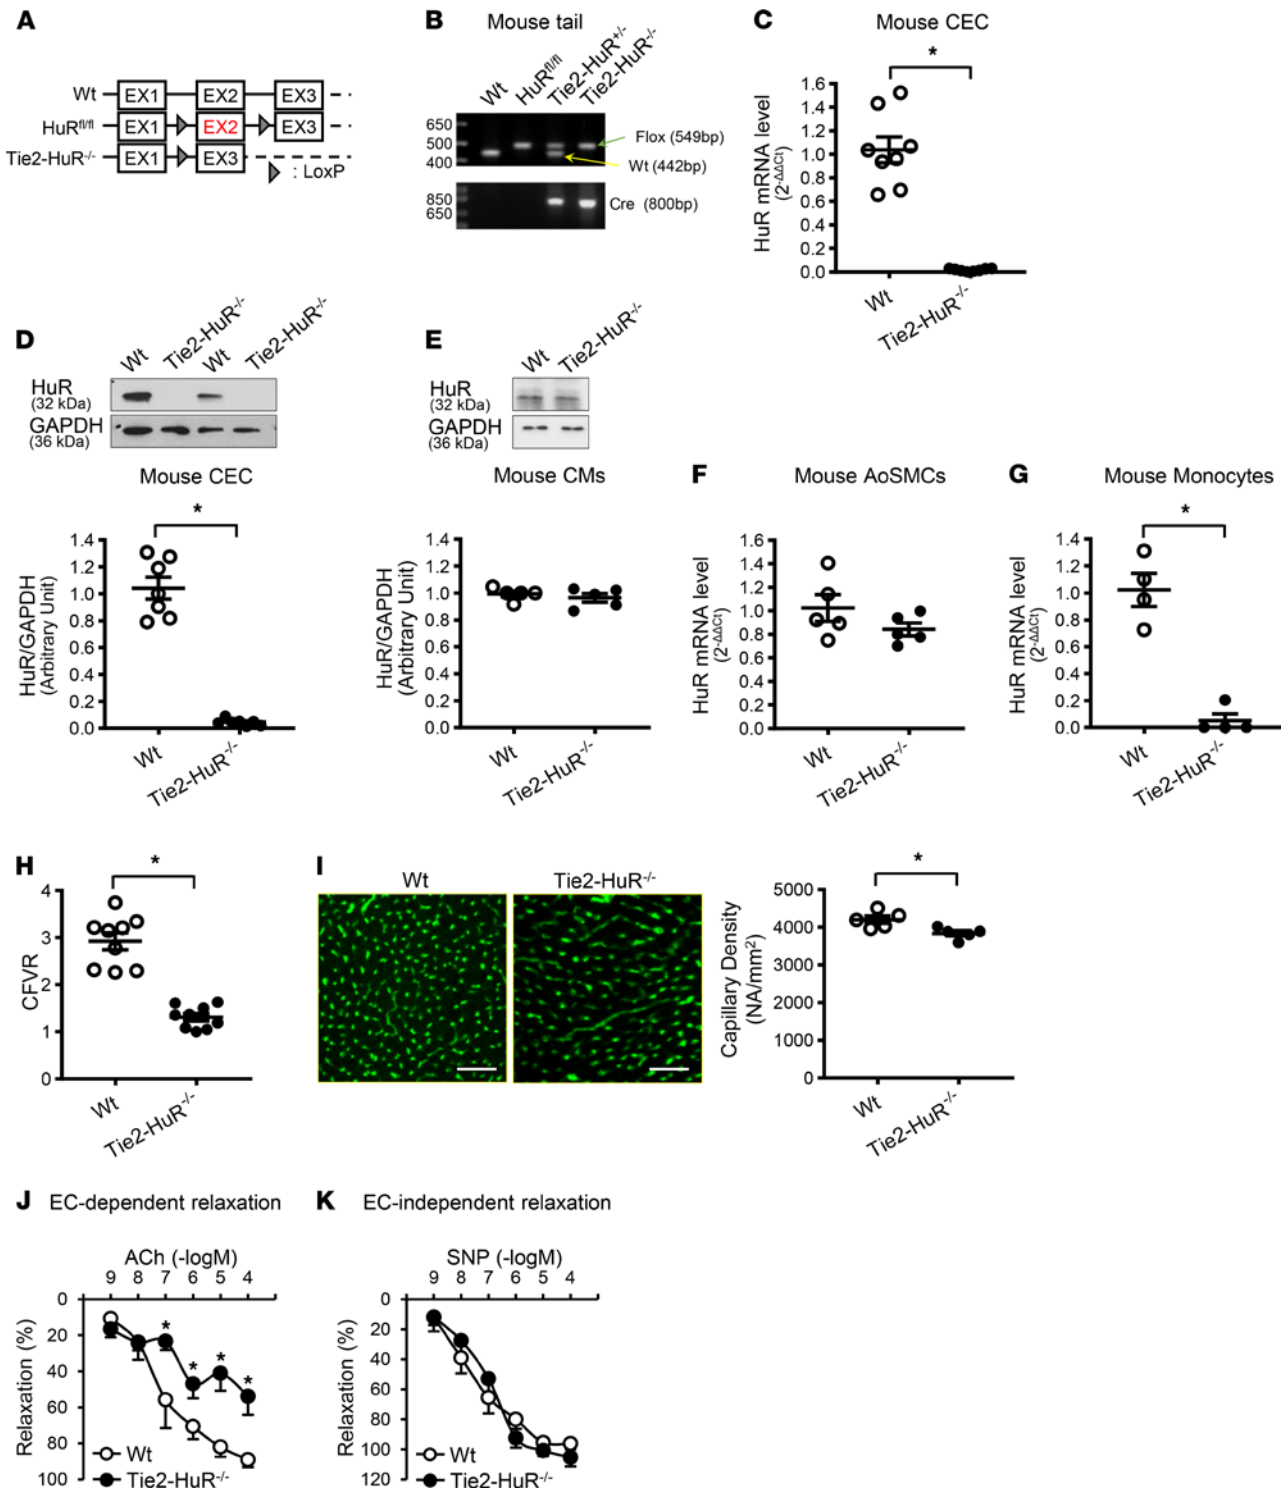 A
Wt EX1 EX2 EX3
HuR^fl/fl EX1 EX2 EX3
Tie2-HuR^-/- EX1 EX3
: LoxP
B Mouse tail
Wt HuR^fl/fl Tie2-HuR^+/- Tie2-HuR^-/-
650
500
400
Flox (549bp)
Wt (442bp)
850
650
Cre (800bp)
C Mouse CEC
*
HuR mRNA level
(2^-ΔΔCt)
1.6
1.4
1.2
1.0
0.8
0.6
0.4
0.2
0.0
Wt
Tie2-HuR^-/-
D
Wt Tie2-HuR^-/- Wt Tie2-HuR^-/-
HuR
(32 kDa)
GAPDH
(36 kDa)
Mouse CEC
*
HuR/GAPDH
(Arbitrary Unit)
1.4
1.2
1.0
0.8
0.6
0.4
0.2
0.0
Wt
Tie2-HuR^-/-
E
Wt Tie2-HuR^-/-
HuR
(32 kDa)
GAPDH
(36 kDa)
Mouse CMs
HuR/GAPDH
(Arbitrary Unit)
1.4
1.2
1.0
0.8
0.6
0.4
0.2
0.0
Wt
Tie2-HuR^-/-
F Mouse AoSMCs
HuR mRNA level
(2^-ΔΔCt)
1.6
1.4
1.2
1.0
0.8
0.6
0.4
0.2
0.0
Wt
Tie2-HuR^-/-
G Mouse Monocytes
*
HuR mRNA level
(2^-ΔΔCt)
1.4
1.2
1.0
0.8
0.6
0.4
0.2
0.0
Wt
Tie2-HuR^-/-
H
*
CFVR
4
3
2
1
0
Wt
Tie2-HuR^-/-
I
Wt Tie2-HuR^-/-
*
Capillary Density
(NA/mm²)
5000
4000
3000
2000
1000
0
Wt
Tie2-HuR^-/-
J EC-dependent relaxation
ACh (-logM)
9 8 7 6 5 4
Relaxation (%)
0
20
40
60
80
100
* * * *
Wt
Tie2-HuR^-/-
K EC-independent relaxation
SNP (-logM)
9 8 7 6 5 4
Relaxation (%)
0
20
40
60
80
100
120
Wt
Tie2-HuR^-/-